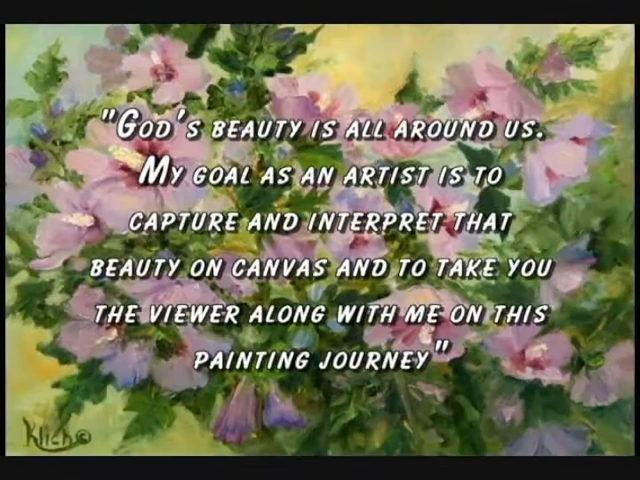 "God's beauty is all around us.
My goal as an artist is to
capture and interpret that
beauty on canvas and to take you
the viewer along with me on this
painting journey"
Klich©